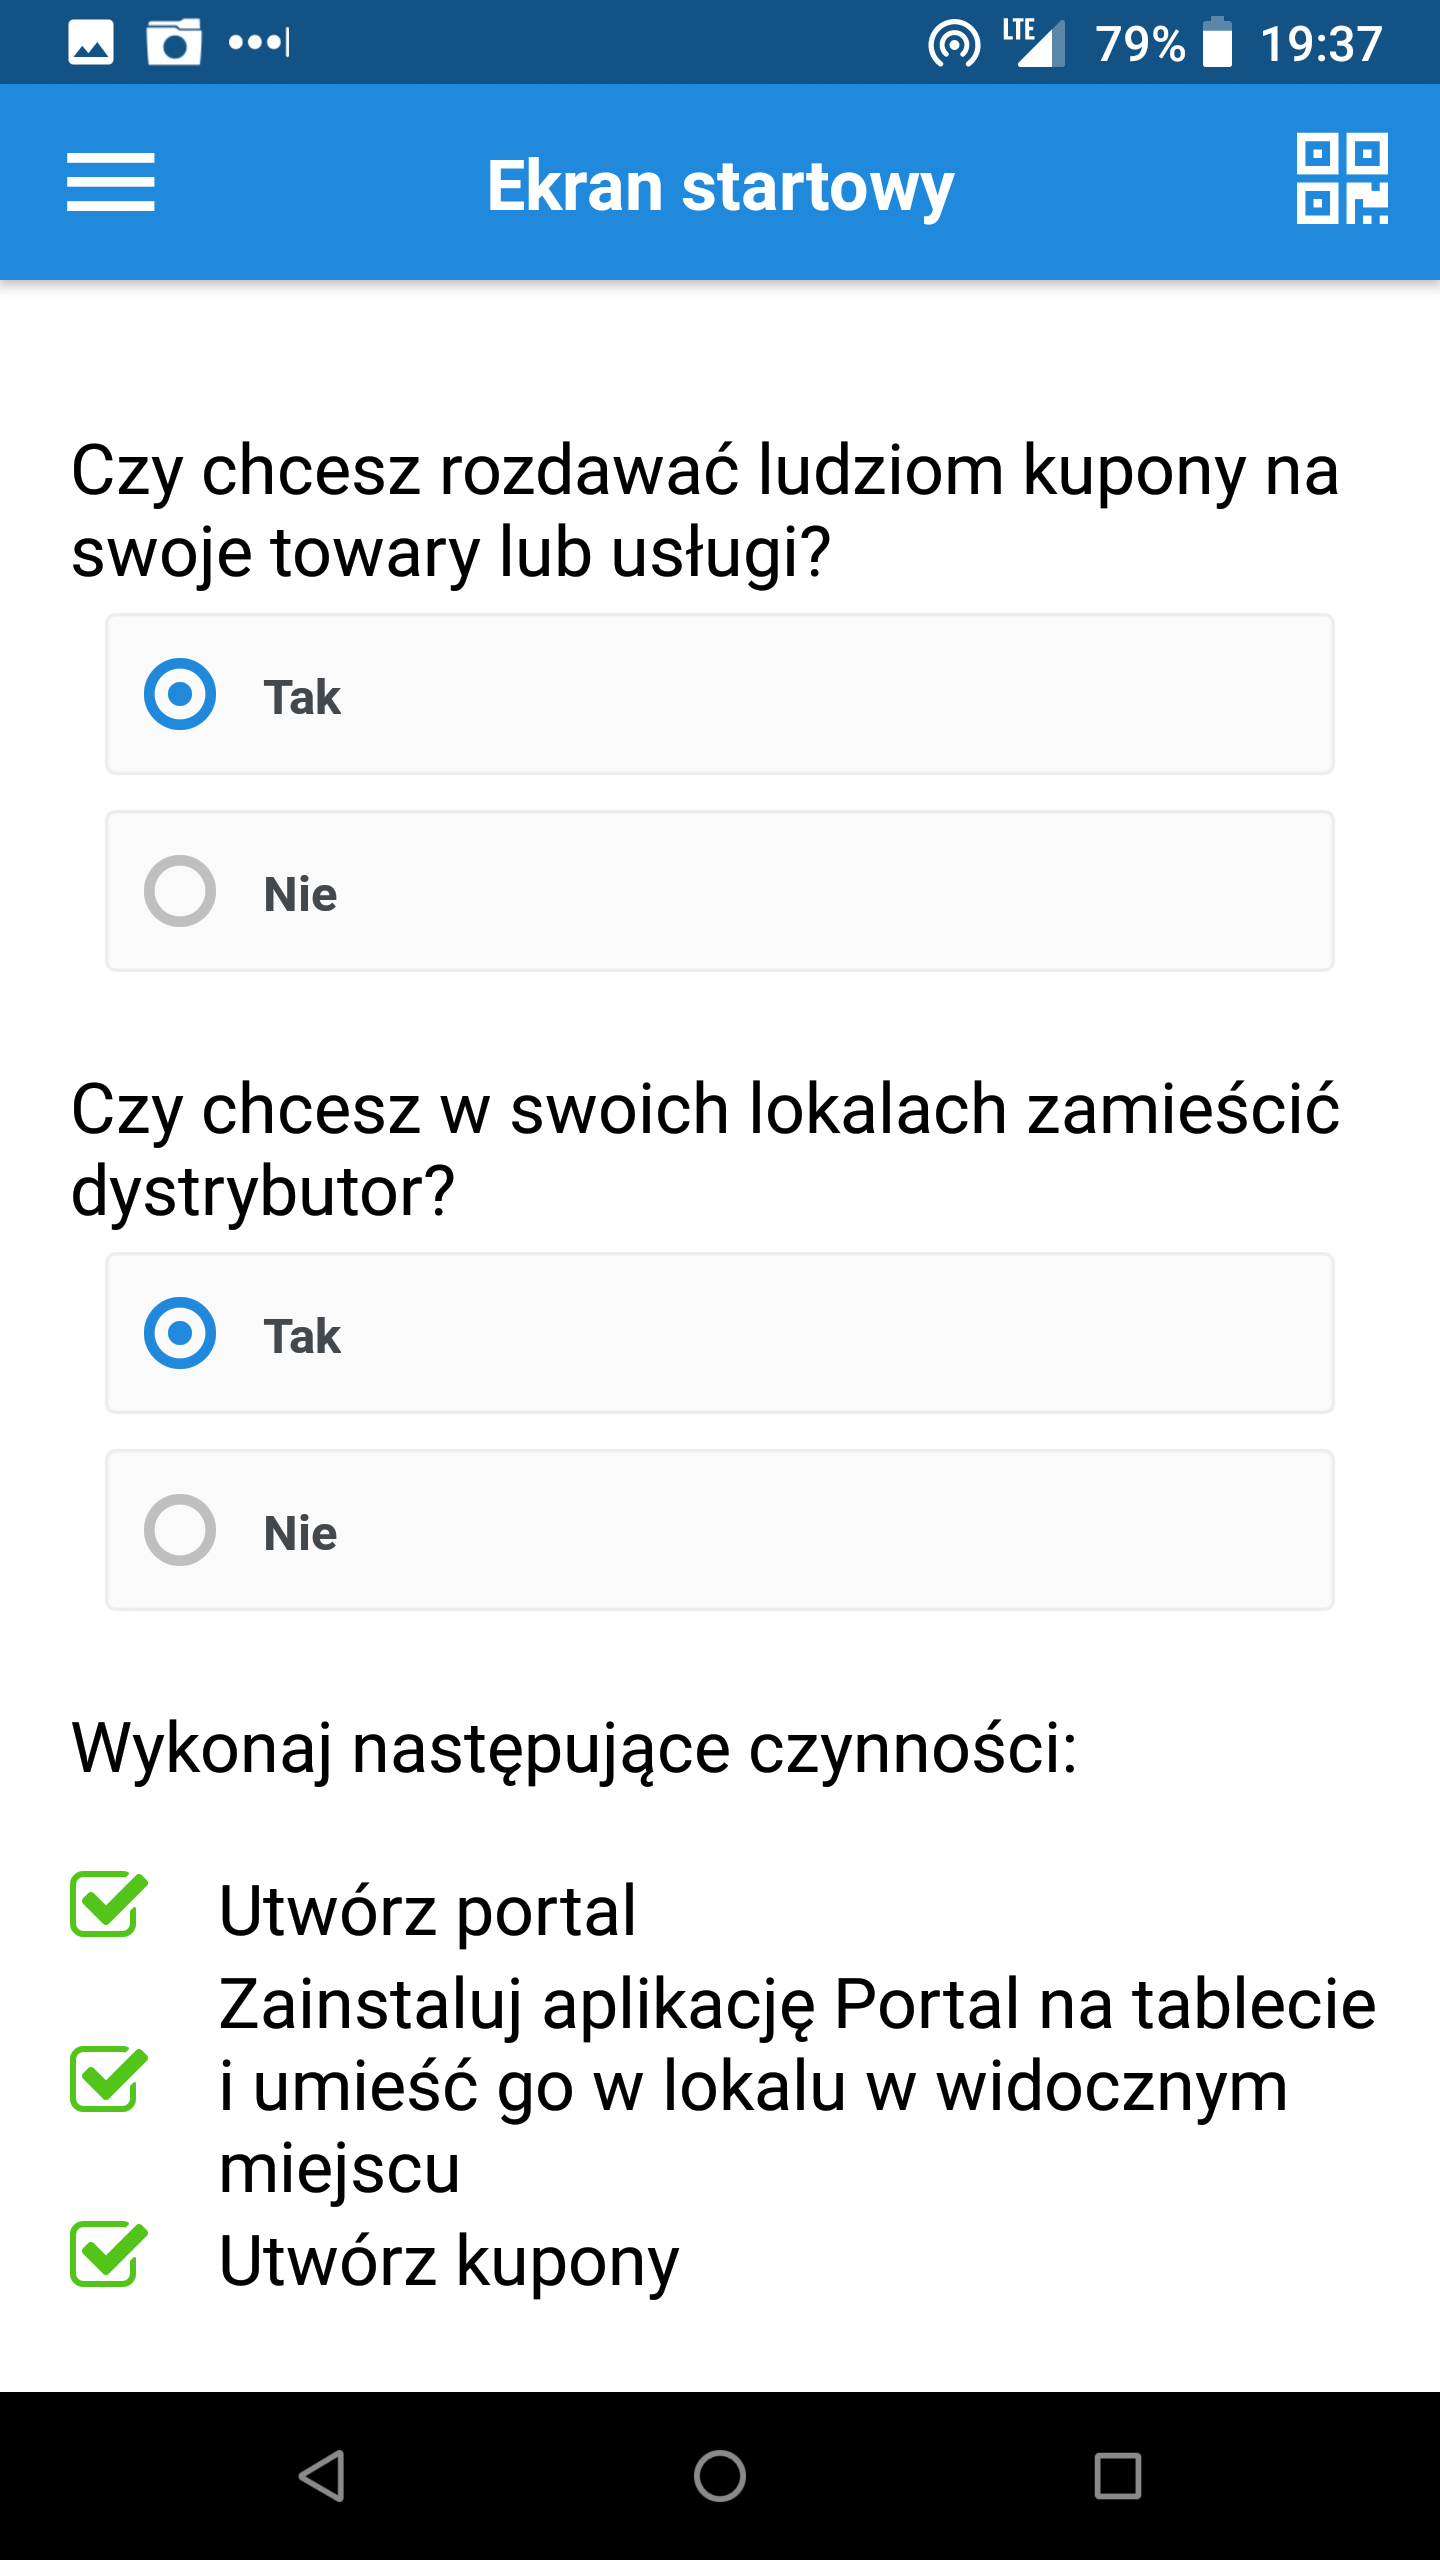 LTE 79% 19:37
Ekran startowy
Czy chcesz rozdawać ludziom kupony na
swoje towary lub usługi?
Tak
Nie
Czy chcesz w swoich lokalach zamieścić
dystrybutor?
Tak
Nie
Wykonaj następujące czynności:
Utwórz portal
Zainstaluj aplikację Portal na tablecie
i umieść go w lokalu w widocznym
miejscu
Utwórz kupony